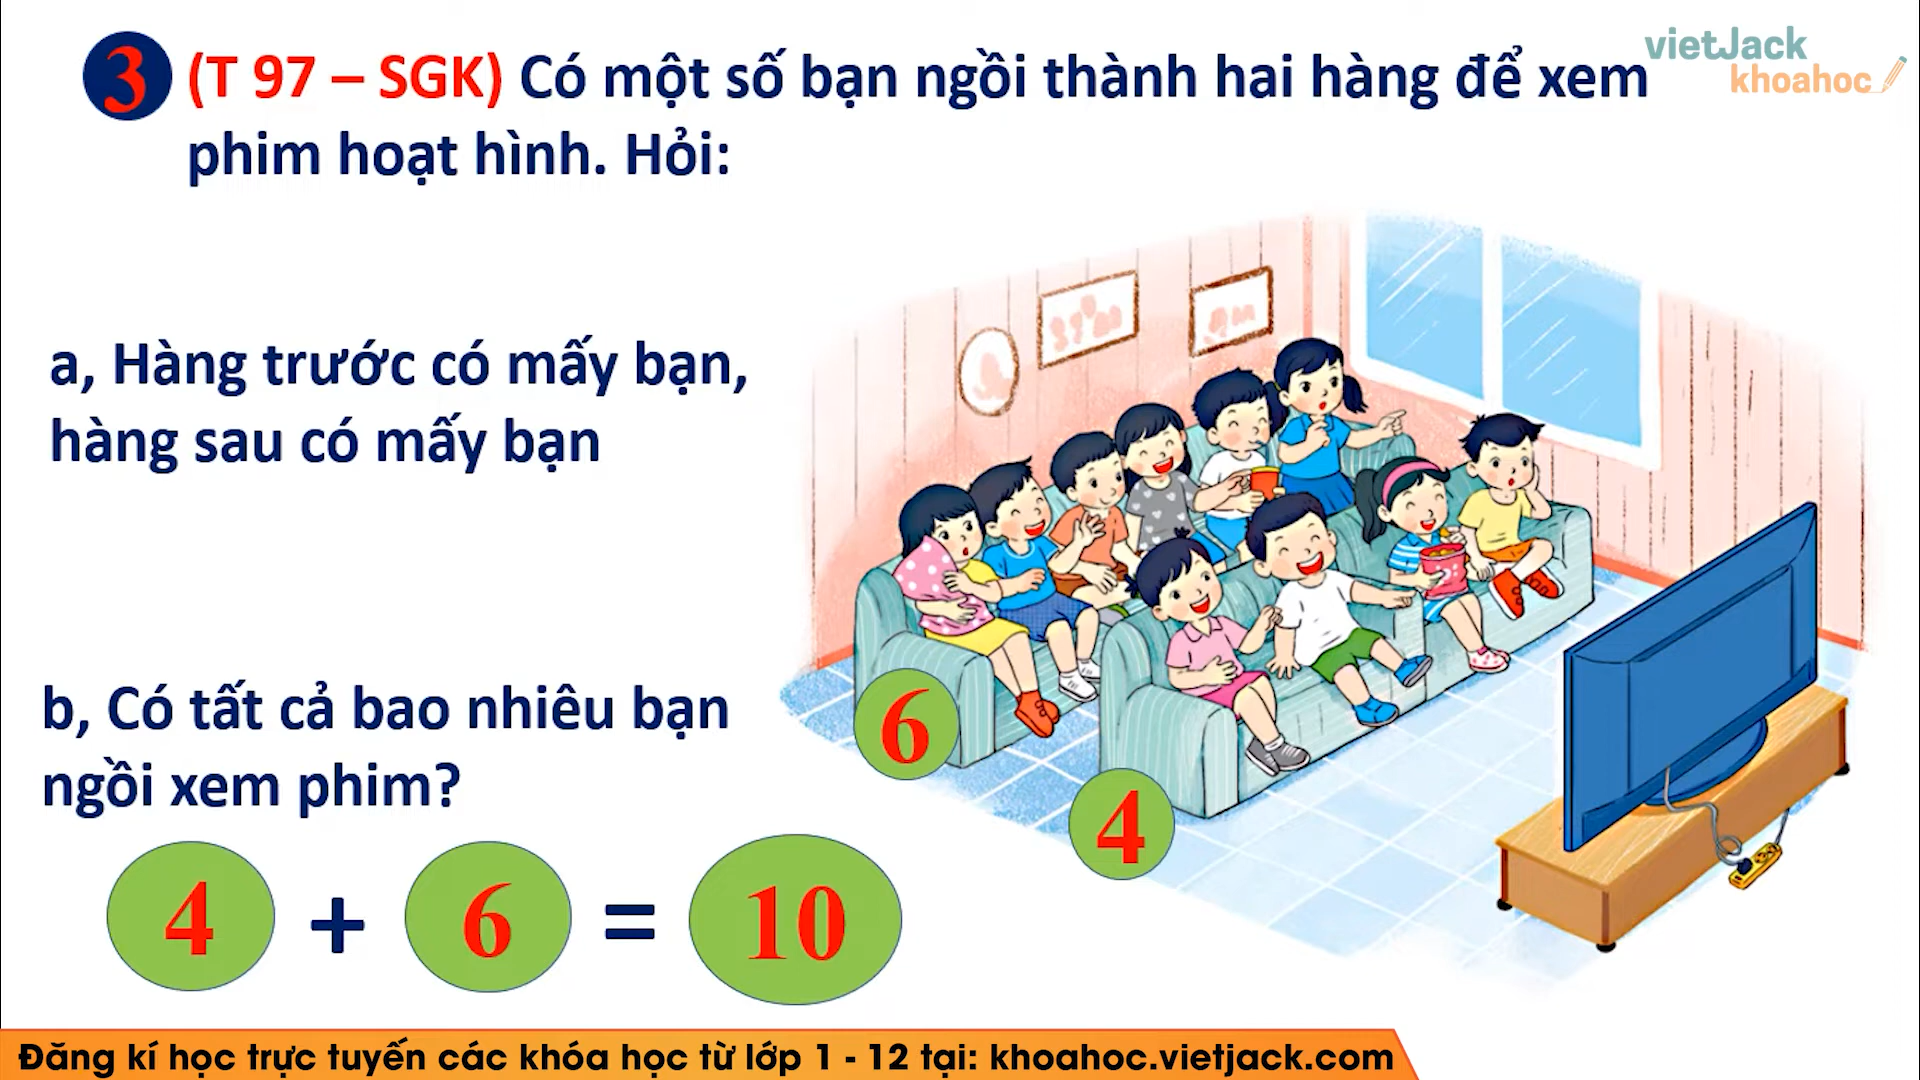 vietJack
khoahoc
3 (T 97 – SGK) Có một số bạn ngồi thành hai hàng để xem
phim hoạt hình. Hỏi:
a, Hàng trước có mấy bạn,
hàng sau có mấy bạn
b, Có tất cả bao nhiêu bạn
ngồi xem phim?
6
4
4 + 6 = 10
Đăng kí học trực tuyến các khóa học từ lớp 1 - 12 tại: khoahoc.vietjack.com